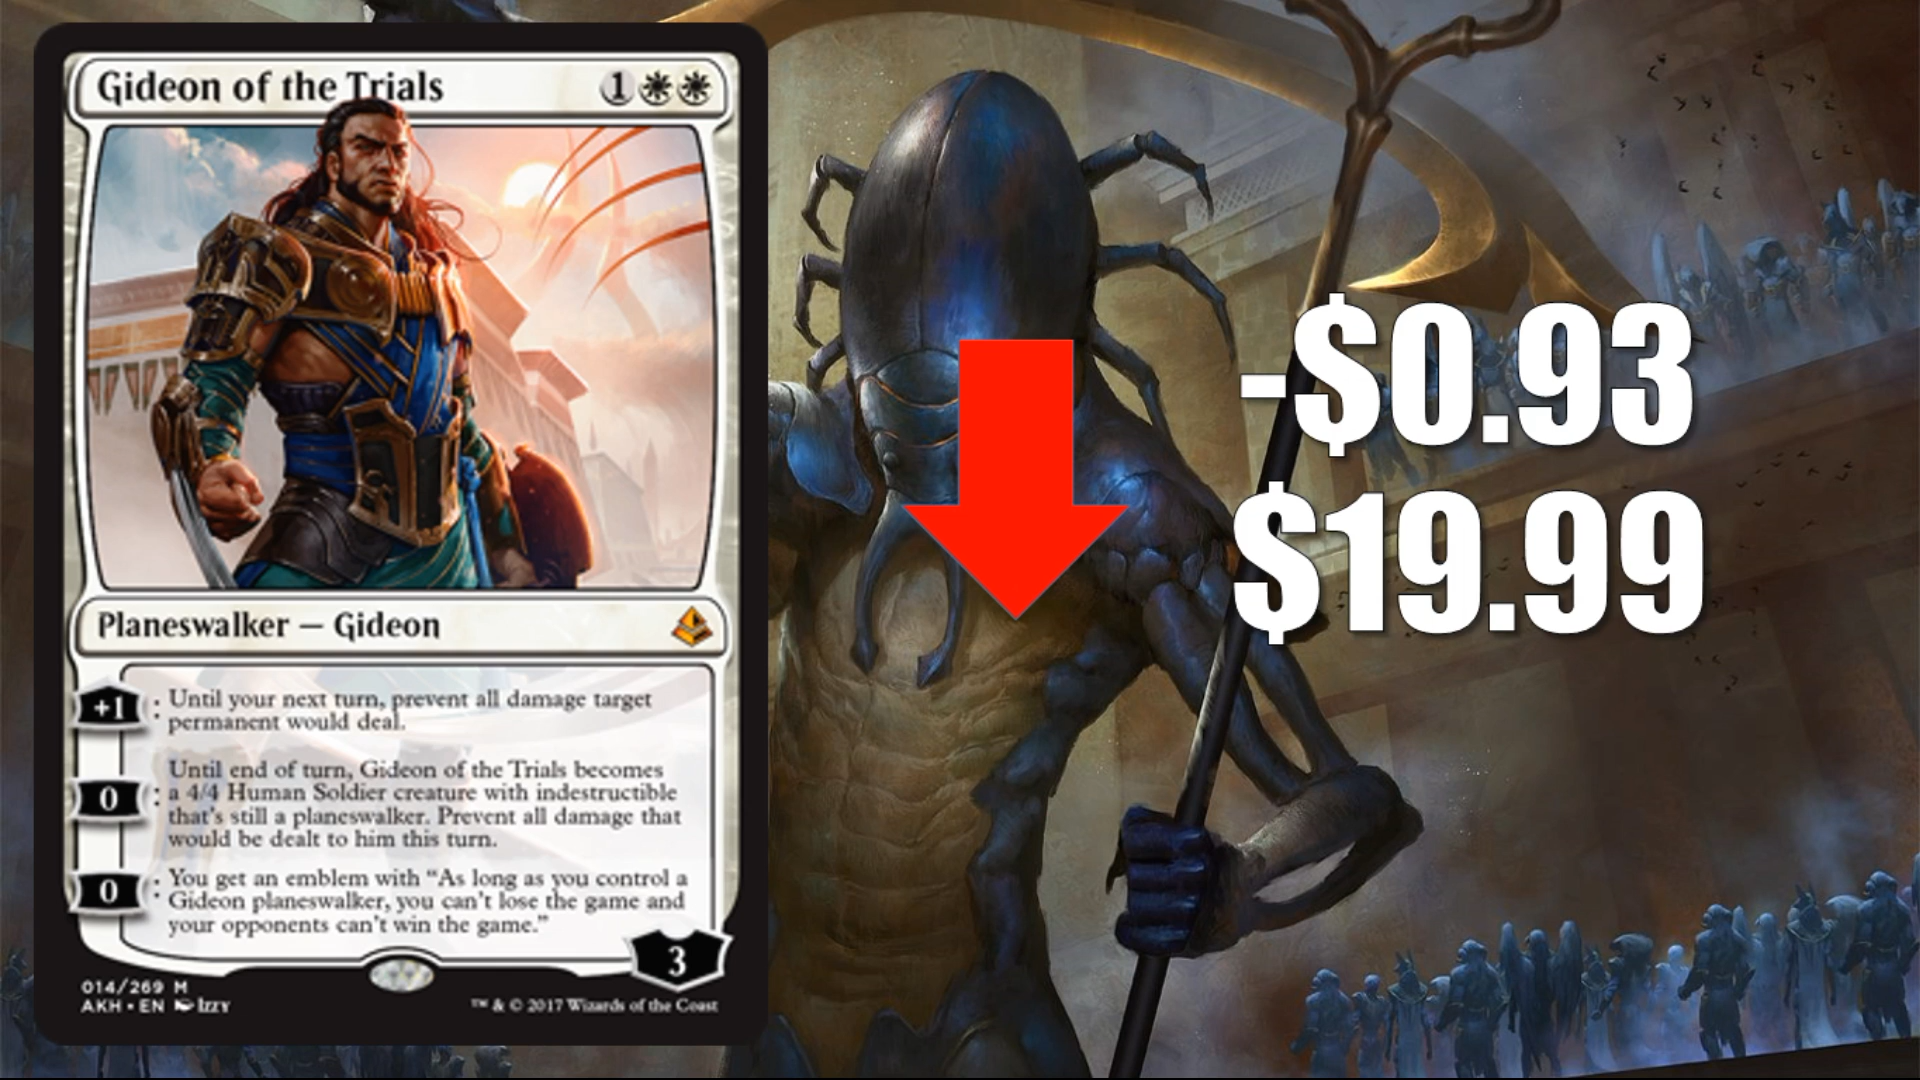 Gideon of the Trials 1
Planeswalker — Gideon
+1 : Until your next turn, prevent all damage target
permanent would deal.
0 : Until end of turn, Gideon of the Trials becomes
a 4/4 Human Soldier creature with indestructible
that's still a planeswalker. Prevent all damage that
would be dealt to him this turn.
0 : You get an emblem with "As long as you control a
Gideon planeswalker, you can't lose the game and
your opponents can't win the game."
3
014/269 M
AKH • EN Izzy
™ & © 2017 Wizards of the Coast
-$0.93
$19.99